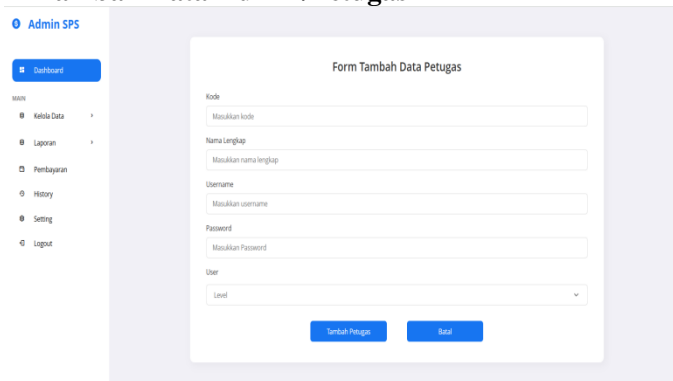 Admin SPS
Dashboard
MAIN
Kelola Data
Laporan
Pembayaran
History
Setting
Logout
Form Tambah Data Petugas
Kode
Masukkan kode
Nama Lengkap
Masukkan nama lengkap
Username
Masukkan username
Password
Masukkan Password
User
Level
Tambah Petugas
Batal